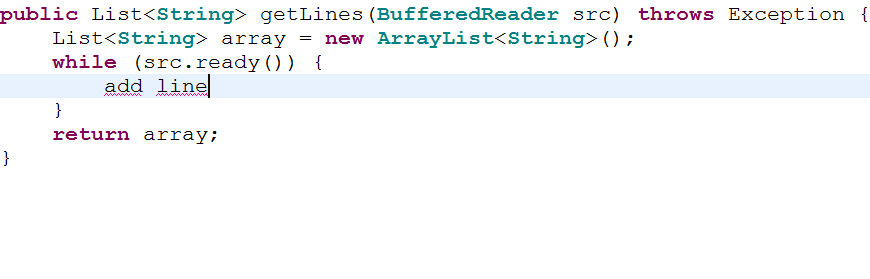 public List<String> getLines(BufferedReader src) throws Exception {
    List<String> array = new ArrayList<String>();
    while (src.ready()) {
        add line
    }
    return array;
}